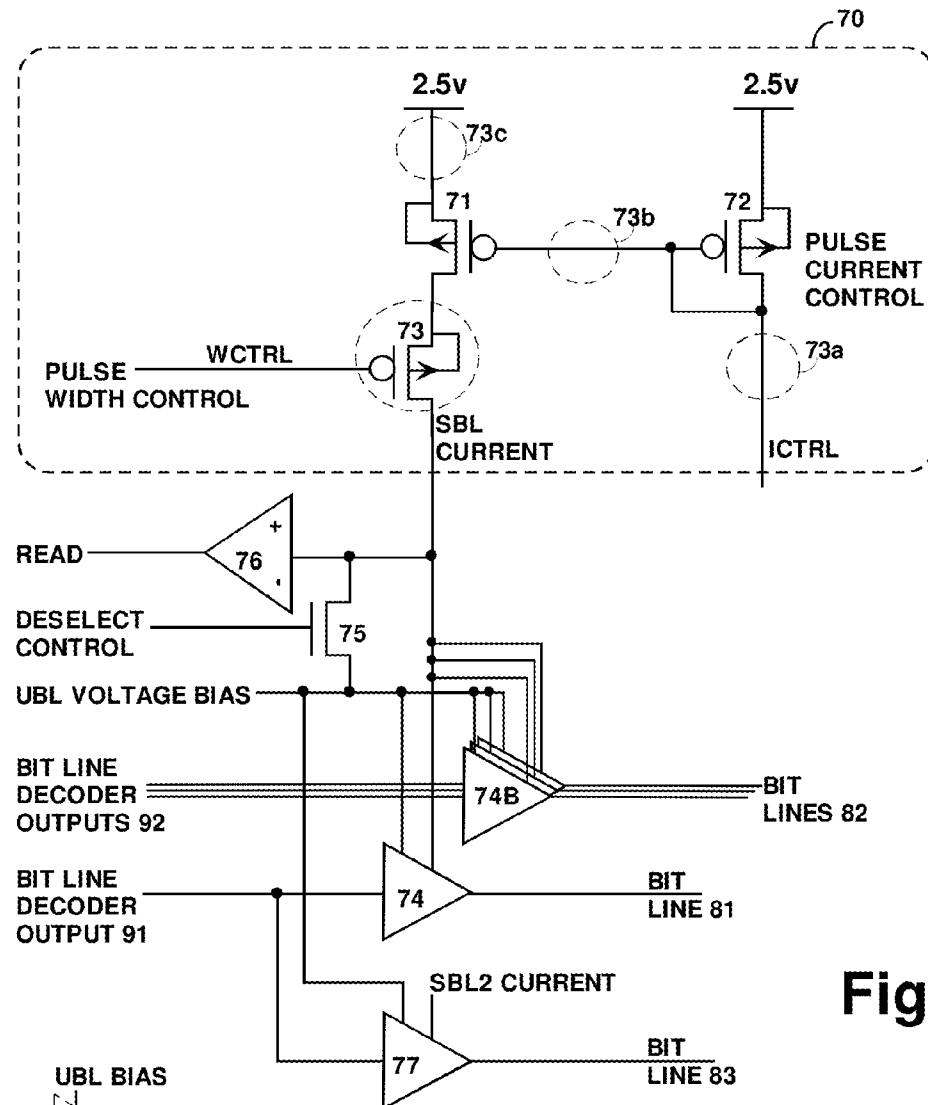 70
2.5v
2.5v
73c
71
72
73b
PULSE
CURRENT
CONTROL
73
WCTRL
PULSE
WIDTH CONTROL
73a
SBL
CURRENT
ICTRL
+
READ
76
-
DESELECT
CONTROL
75
UBL VOLTAGE BIAS
BIT LINE
DECODER
OUTPUTS 92
74B
BIT
LINES 82
BIT LINE
DECODER
OUTPUT 91
74
BIT
LINE 81
SBL2 CURRENT
Fig
77
BIT
LINE 83
UBL BIAS